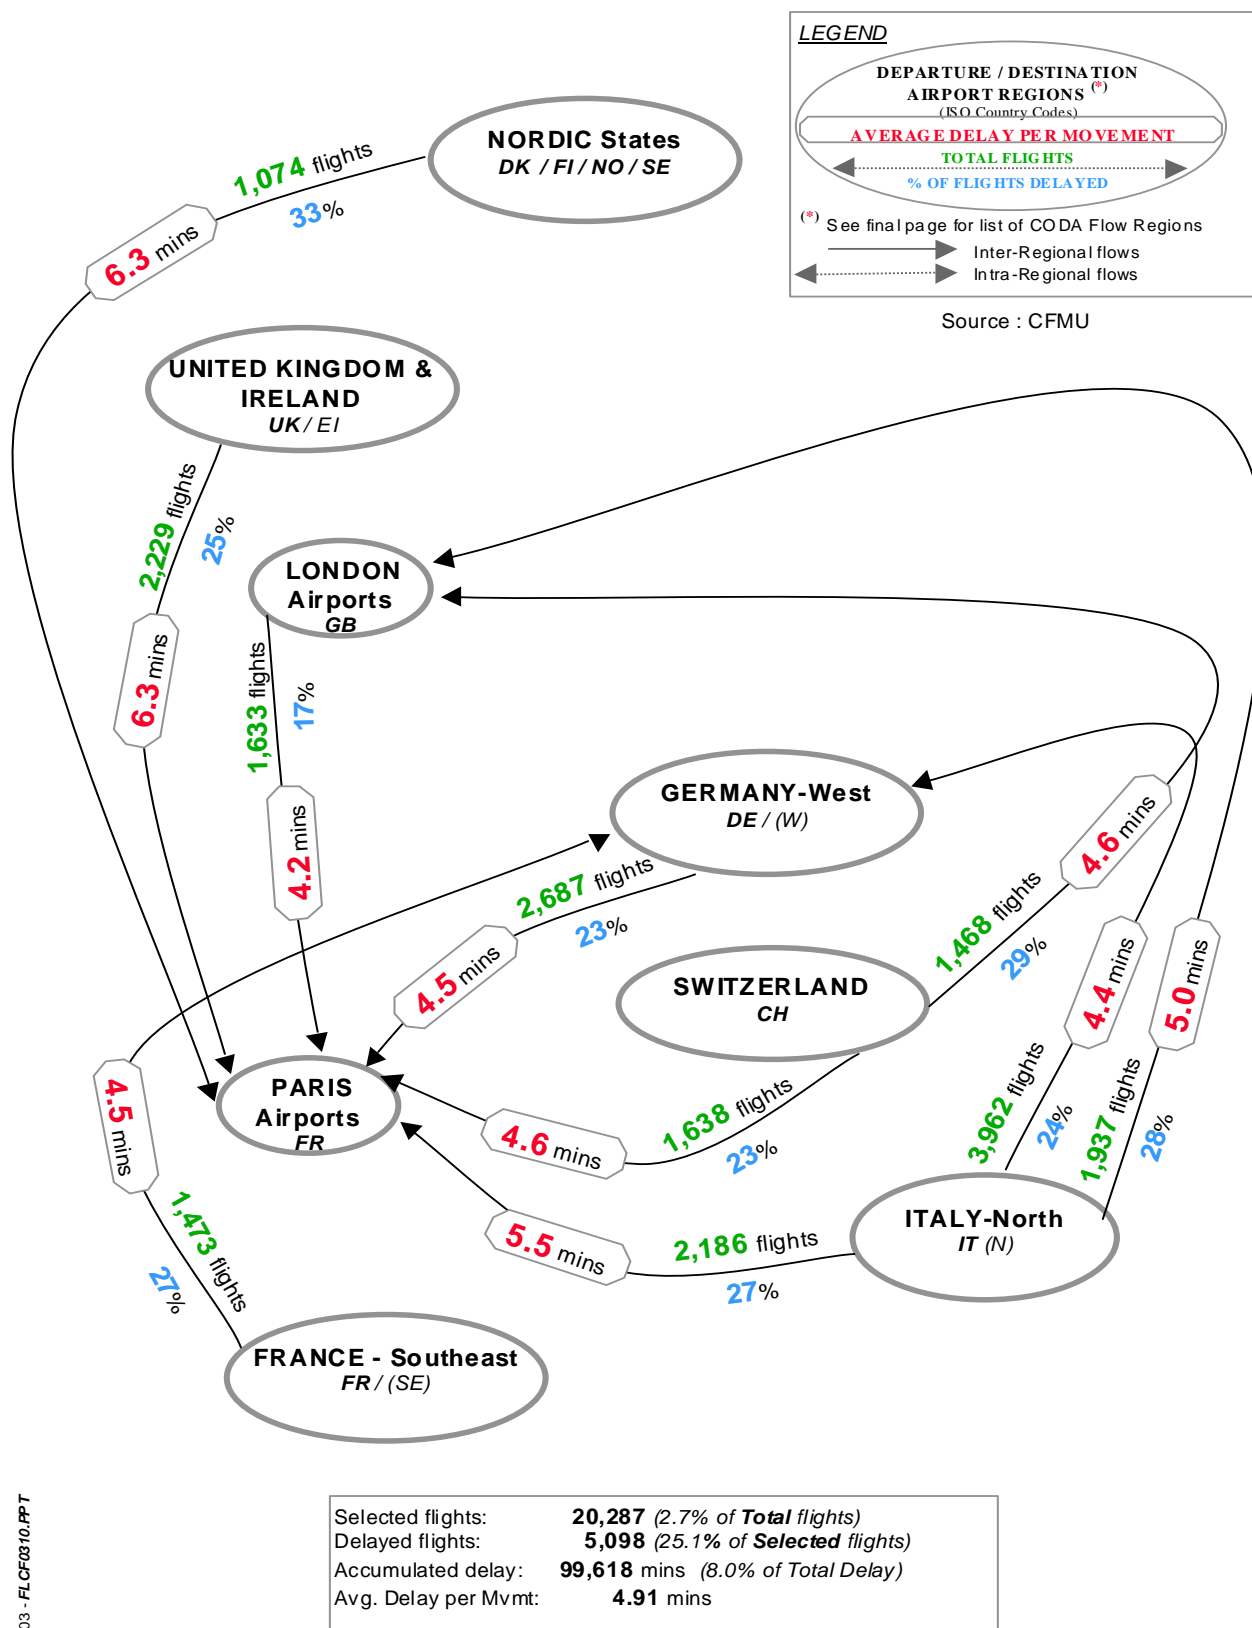 LEGEND
DEPARTURE / DESTINATION
AIRPORT REGIONS (*)
(ISO Country Codes)
AVERAGE DELAY PER MOVEMENT
TOTAL FLIGHTS
% OF FLIGHTS DELAYED
(*) See final page for list of CODA Flow Regions
Inter-Regional flows
Intra-Regional flows
Source : CFMU
NORDIC States
DK / FI / NO / SE
1,074 flights
33%
6.3 mins
UNITED KINGDOM &
IRELAND
UK / EI
2,229 flights
25%
6.3 mins
LONDON
Airports
GB
1,633 flights
17%
4.2 mins
GERMANY-West
DE / (W)
2,687 flights
23%
4.5 mins
4.6 mins
1,468 flights
29%
SWITZERLAND
CH
4.4 mins
5.0 mins
3,962 flights
24%
1,937 flights
28%
PARIS
Airports
FR
4.5 mins
1,638 flights
23%
4.6 mins
ITALY-North
IT (N)
2,186 flights
27%
5.5 mins
1,473 flights
27%
FRANCE - Southeast
FR / (SE)
03 - FLCF0310.PPT
Selected flights: 20,287 (2.7% of Total flights)
Delayed flights: 5,098 (25.1% of Selected flights)
Accumulated delay: 99,618 mins (8.0% of Total Delay)
Avg. Delay per Mvmt: 4.91 mins